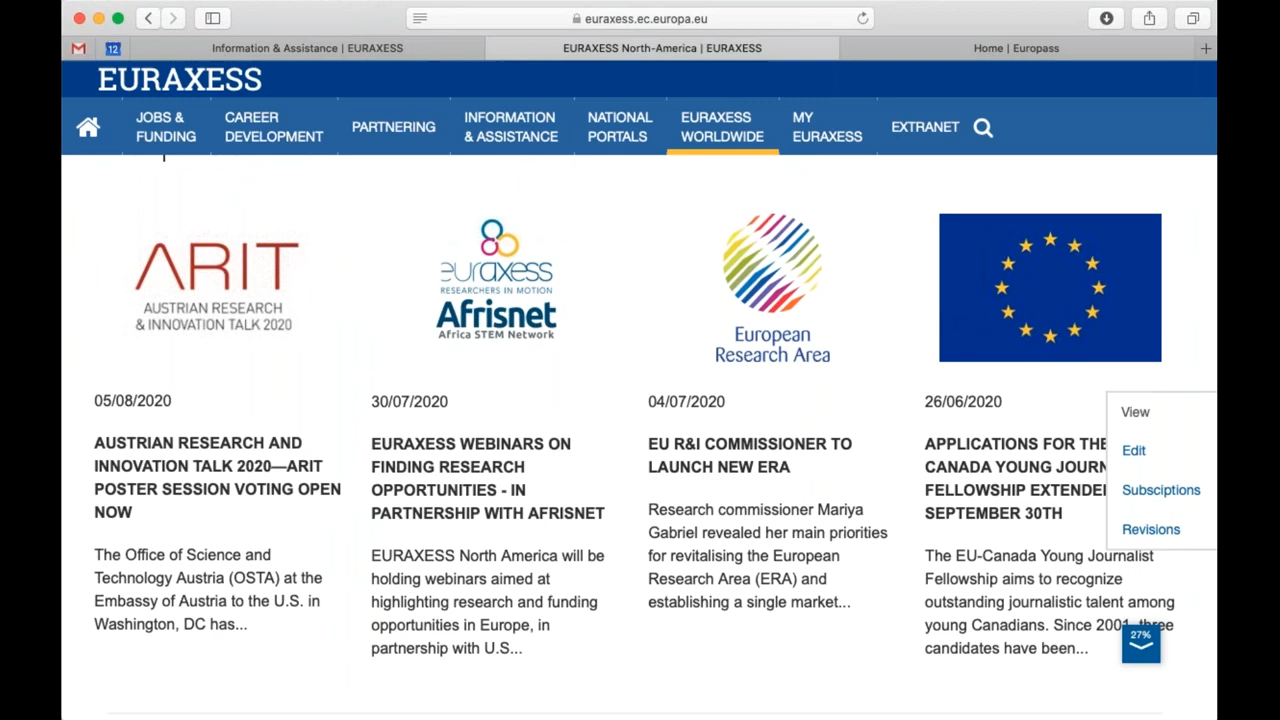 euraxess.ec.europa.eu
12
Information & Assistance | EURAXESS
EURAXESS North-America | EURAXESS
Home | Europass
EURAXESS
JOBS &
FUNDING
CAREER
DEVELOPMENT
PARTNERING
INFORMATION
& ASSISTANCE
NATIONAL
PORTALS
EURAXESS
WORLDWIDE
MY
EURAXESS
EXTRANET
ARIT
AUSTRIAN RESEARCH
& INNOVATION TALK 2020
euraxess
RESEARCHERS IN MOTION
Afrisnet
Africa STEM Network
European
Research Area
05/08/2020
AUSTRIAN RESEARCH AND
INNOVATION TALK 2020—ARIT
POSTER SESSION VOTING OPEN
NOW
The Office of Science and
Technology Austria (OSTA) at the
Embassy of Austria to the U.S. in
Washington, DC has...
30/07/2020
EURAXESS WEBINARS ON
FINDING RESEARCH
OPPORTUNITIES - IN
PARTNERSHIP WITH AFRISNET
EURAXESS North America will be
holding webinars aimed at
highlighting research and funding
opportunities in Europe, in
partnership with U.S...
04/07/2020
EU R&I COMMISSIONER TO
LAUNCH NEW ERA
Research commissioner Mariya
Gabriel revealed her main priorities
for revitalising the European
Research Area (ERA) and
establishing a single market...
26/06/2020
APPLICATIONS FOR THE
CANADA YOUNG JOURN
FELLOWSHIP EXTENDE
SEPTEMBER 30TH
The EU-Canada Young Journalist
Fellowship aims to recognize
outstanding journalistic talent among
young Canadians. Since 2001, three
candidates have been...
View
Edit
Subsciptions
Revisions
27%